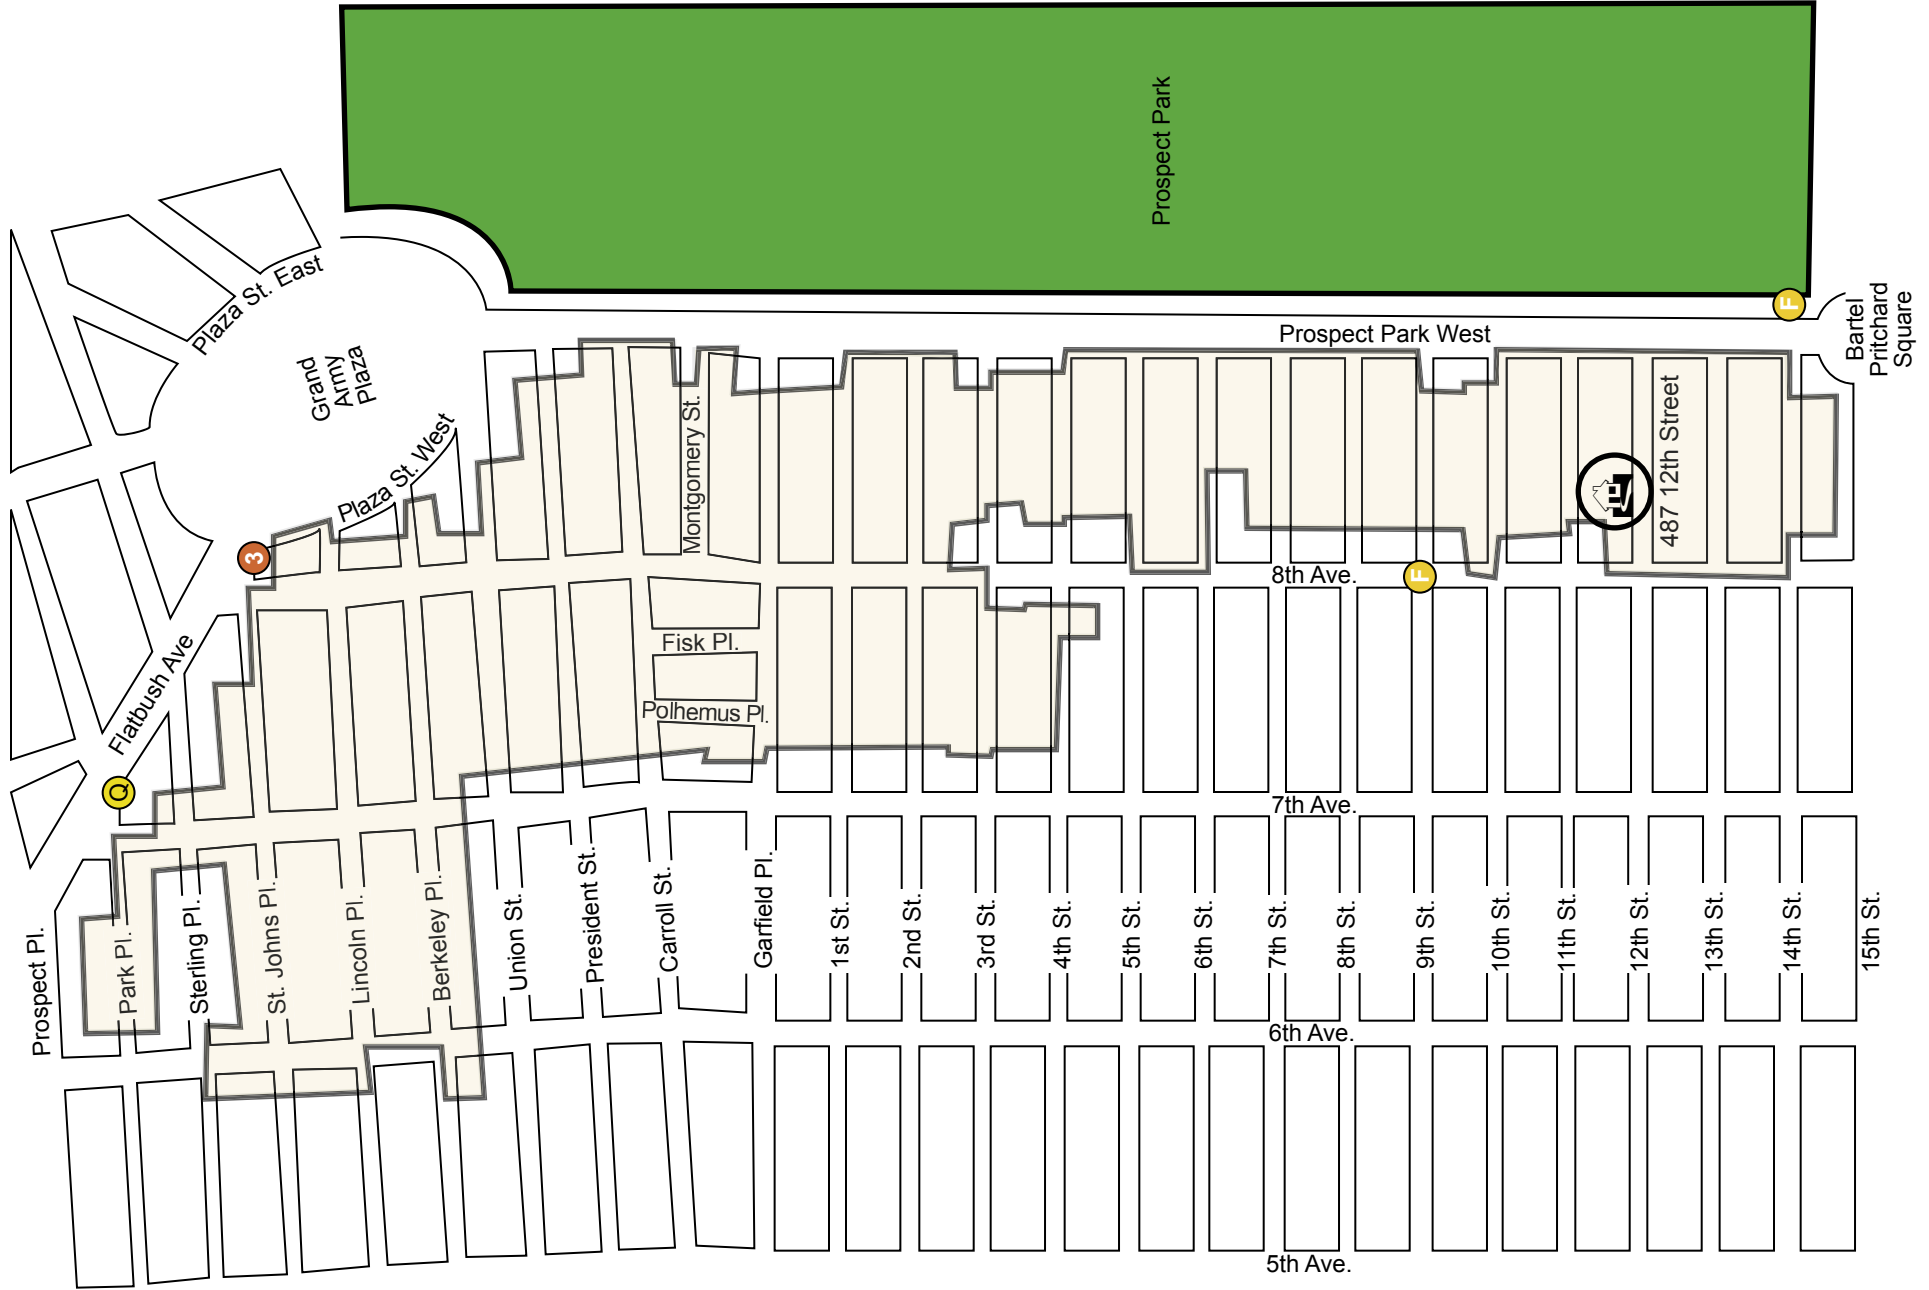 Prospect Park
Plaza St. East
Grand
Army
Plaza
Plaza St. West
Prospect Park West
F
Bartel
Pritchard
Square
Montgomery St.
487 12th Street
3
8th Ave.
F
Flatbush Ave
Fisk Pl.
Polhemus Pl.
Q
7th Ave.
Prospect Pl.
Park Pl.
Sterling Pl.
St. Johns Pl.
Lincoln Pl.
Berkeley Pl.
Union St.
President St.
Carroll St.
Garfield Pl.
1st St.
2nd St.
3rd St.
4th St.
5th St.
6th St.
7th St.
8th St.
9th St.
10th St.
11th St.
12th St.
13th St.
14th St.
15th St.
6th Ave.
5th Ave.